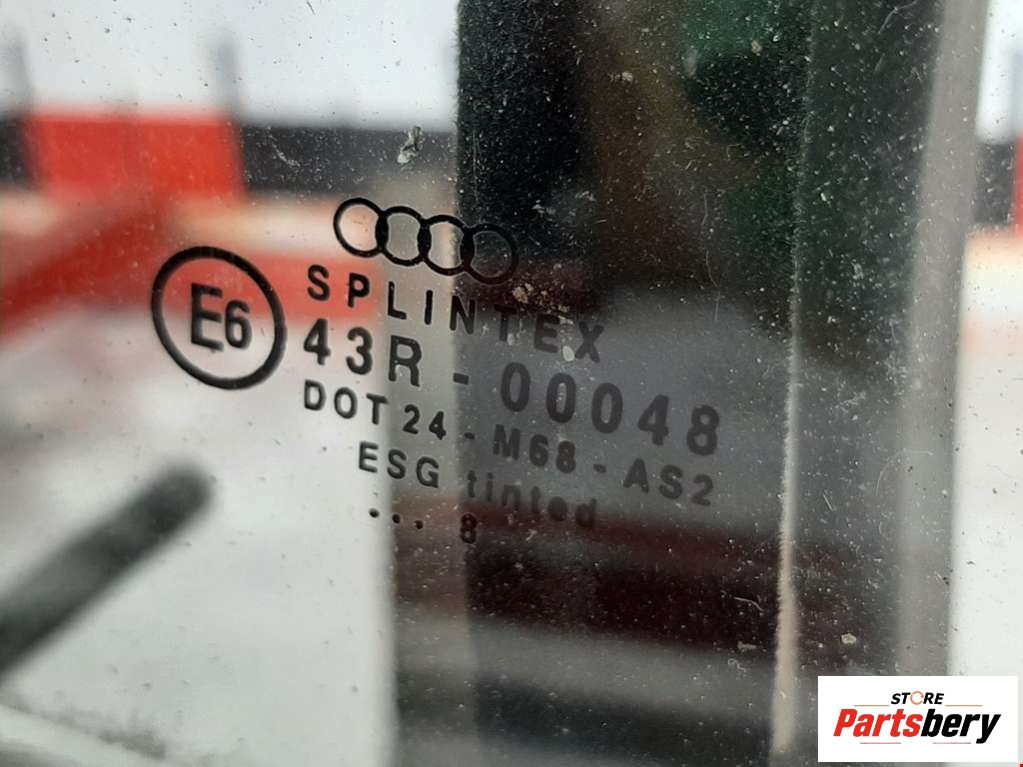 SPLINTEX
E6
43R - 00048
DOT 24 - M68 - AS2
ESG tinted
... 8
STORE
Partsbery